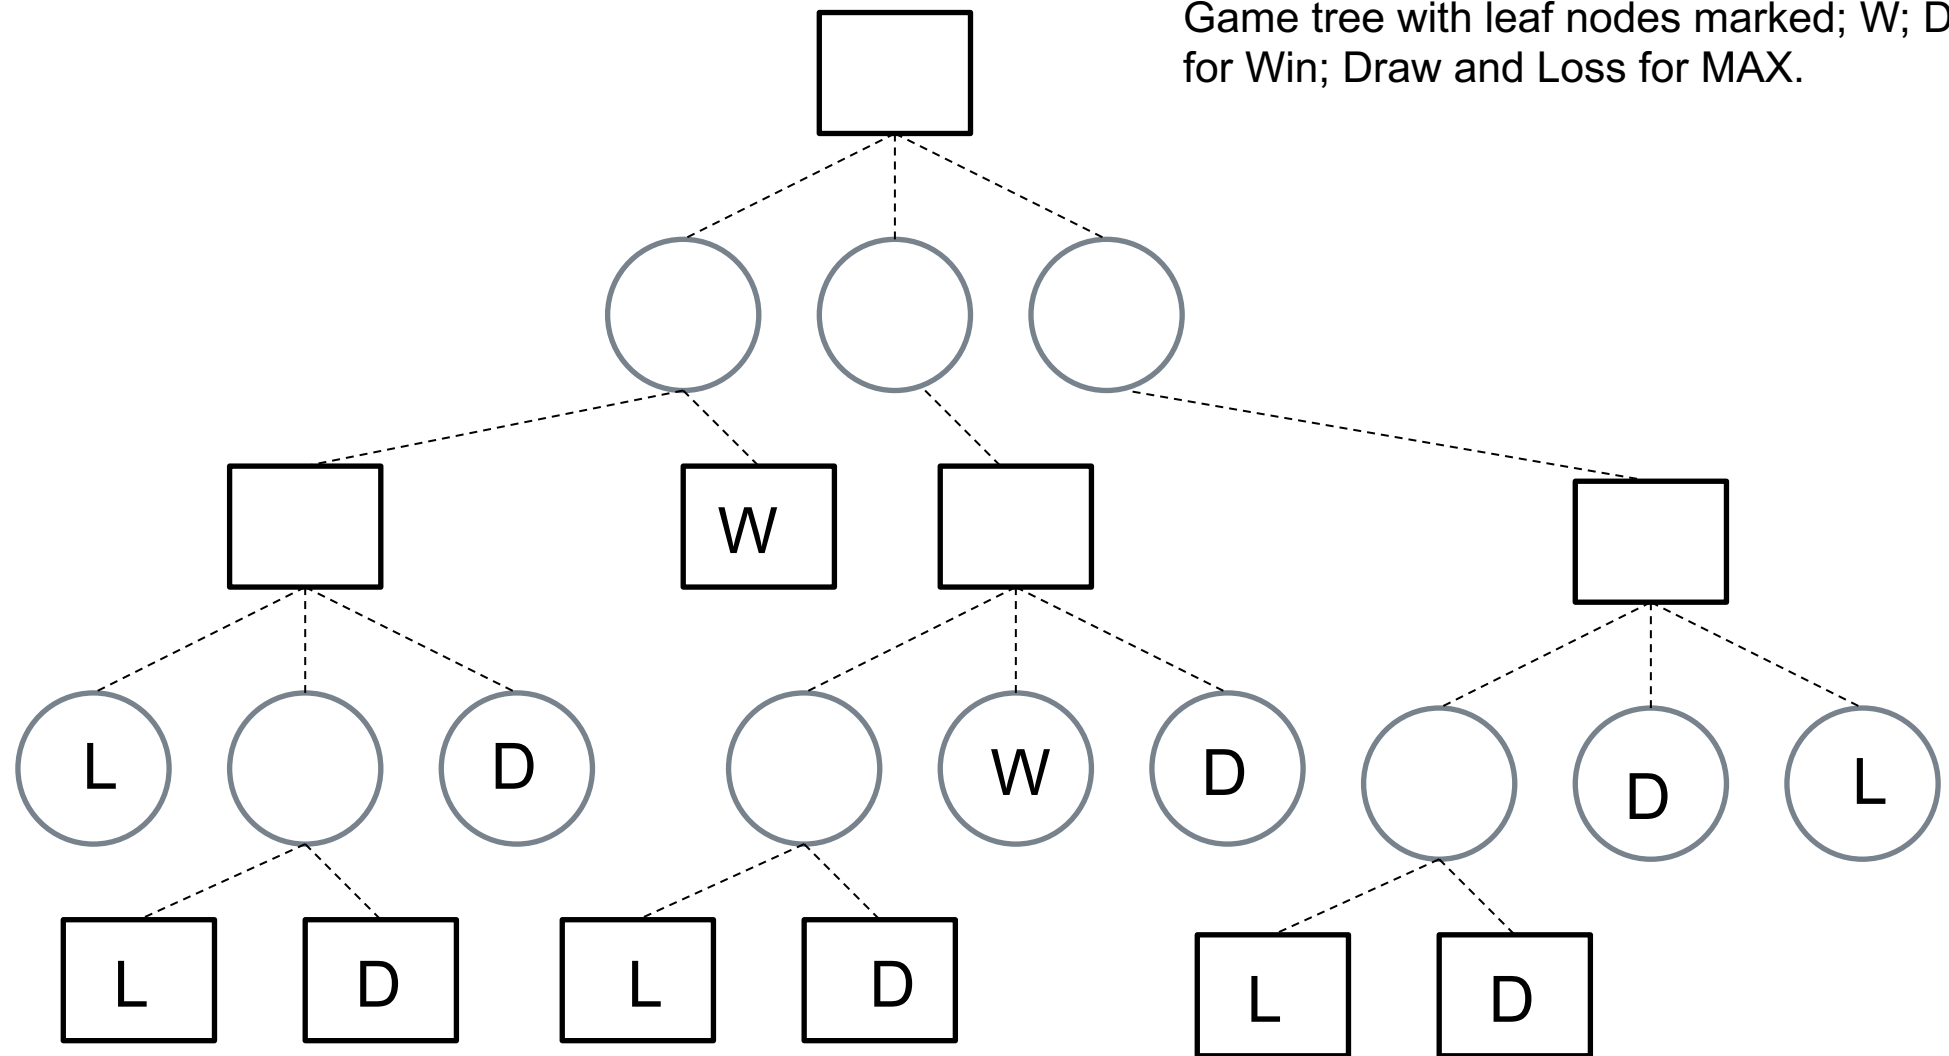 Game tree with leaf nodes marked; W; D
for Win; Draw and Loss for MAX.
W
L
D
W
D
D
L
L
D
L
D
L
D